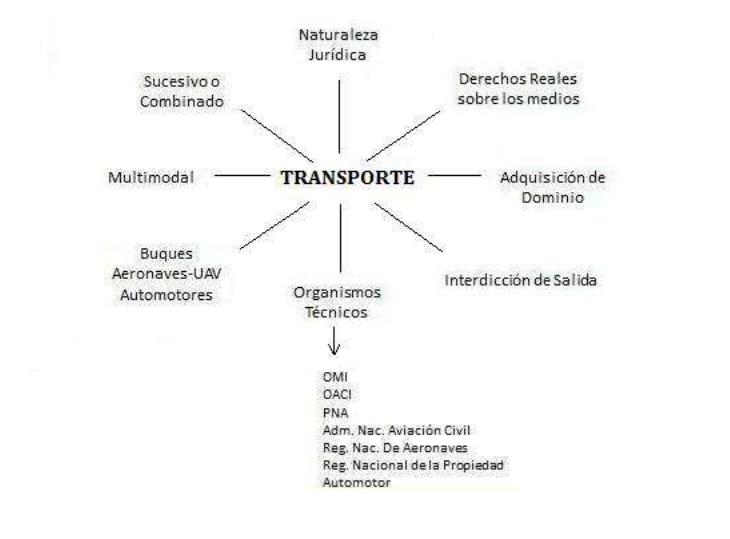 Naturaleza
Jurídica
Sucesivo o
Combinado
Derechos Reales
sobre los medios
Multimodal
TRANSPORTE
Adquisición de
Dominio
Buques
Aeronaves-UAV
Automotores
Organismos
Técnicos
Interdicción de Salida
OMI
OACI
PNA
Adm. Nac. Aviación Civil
Reg. Nac. De Aeronaves
Reg. Nacional de la Propiedad
Automotor